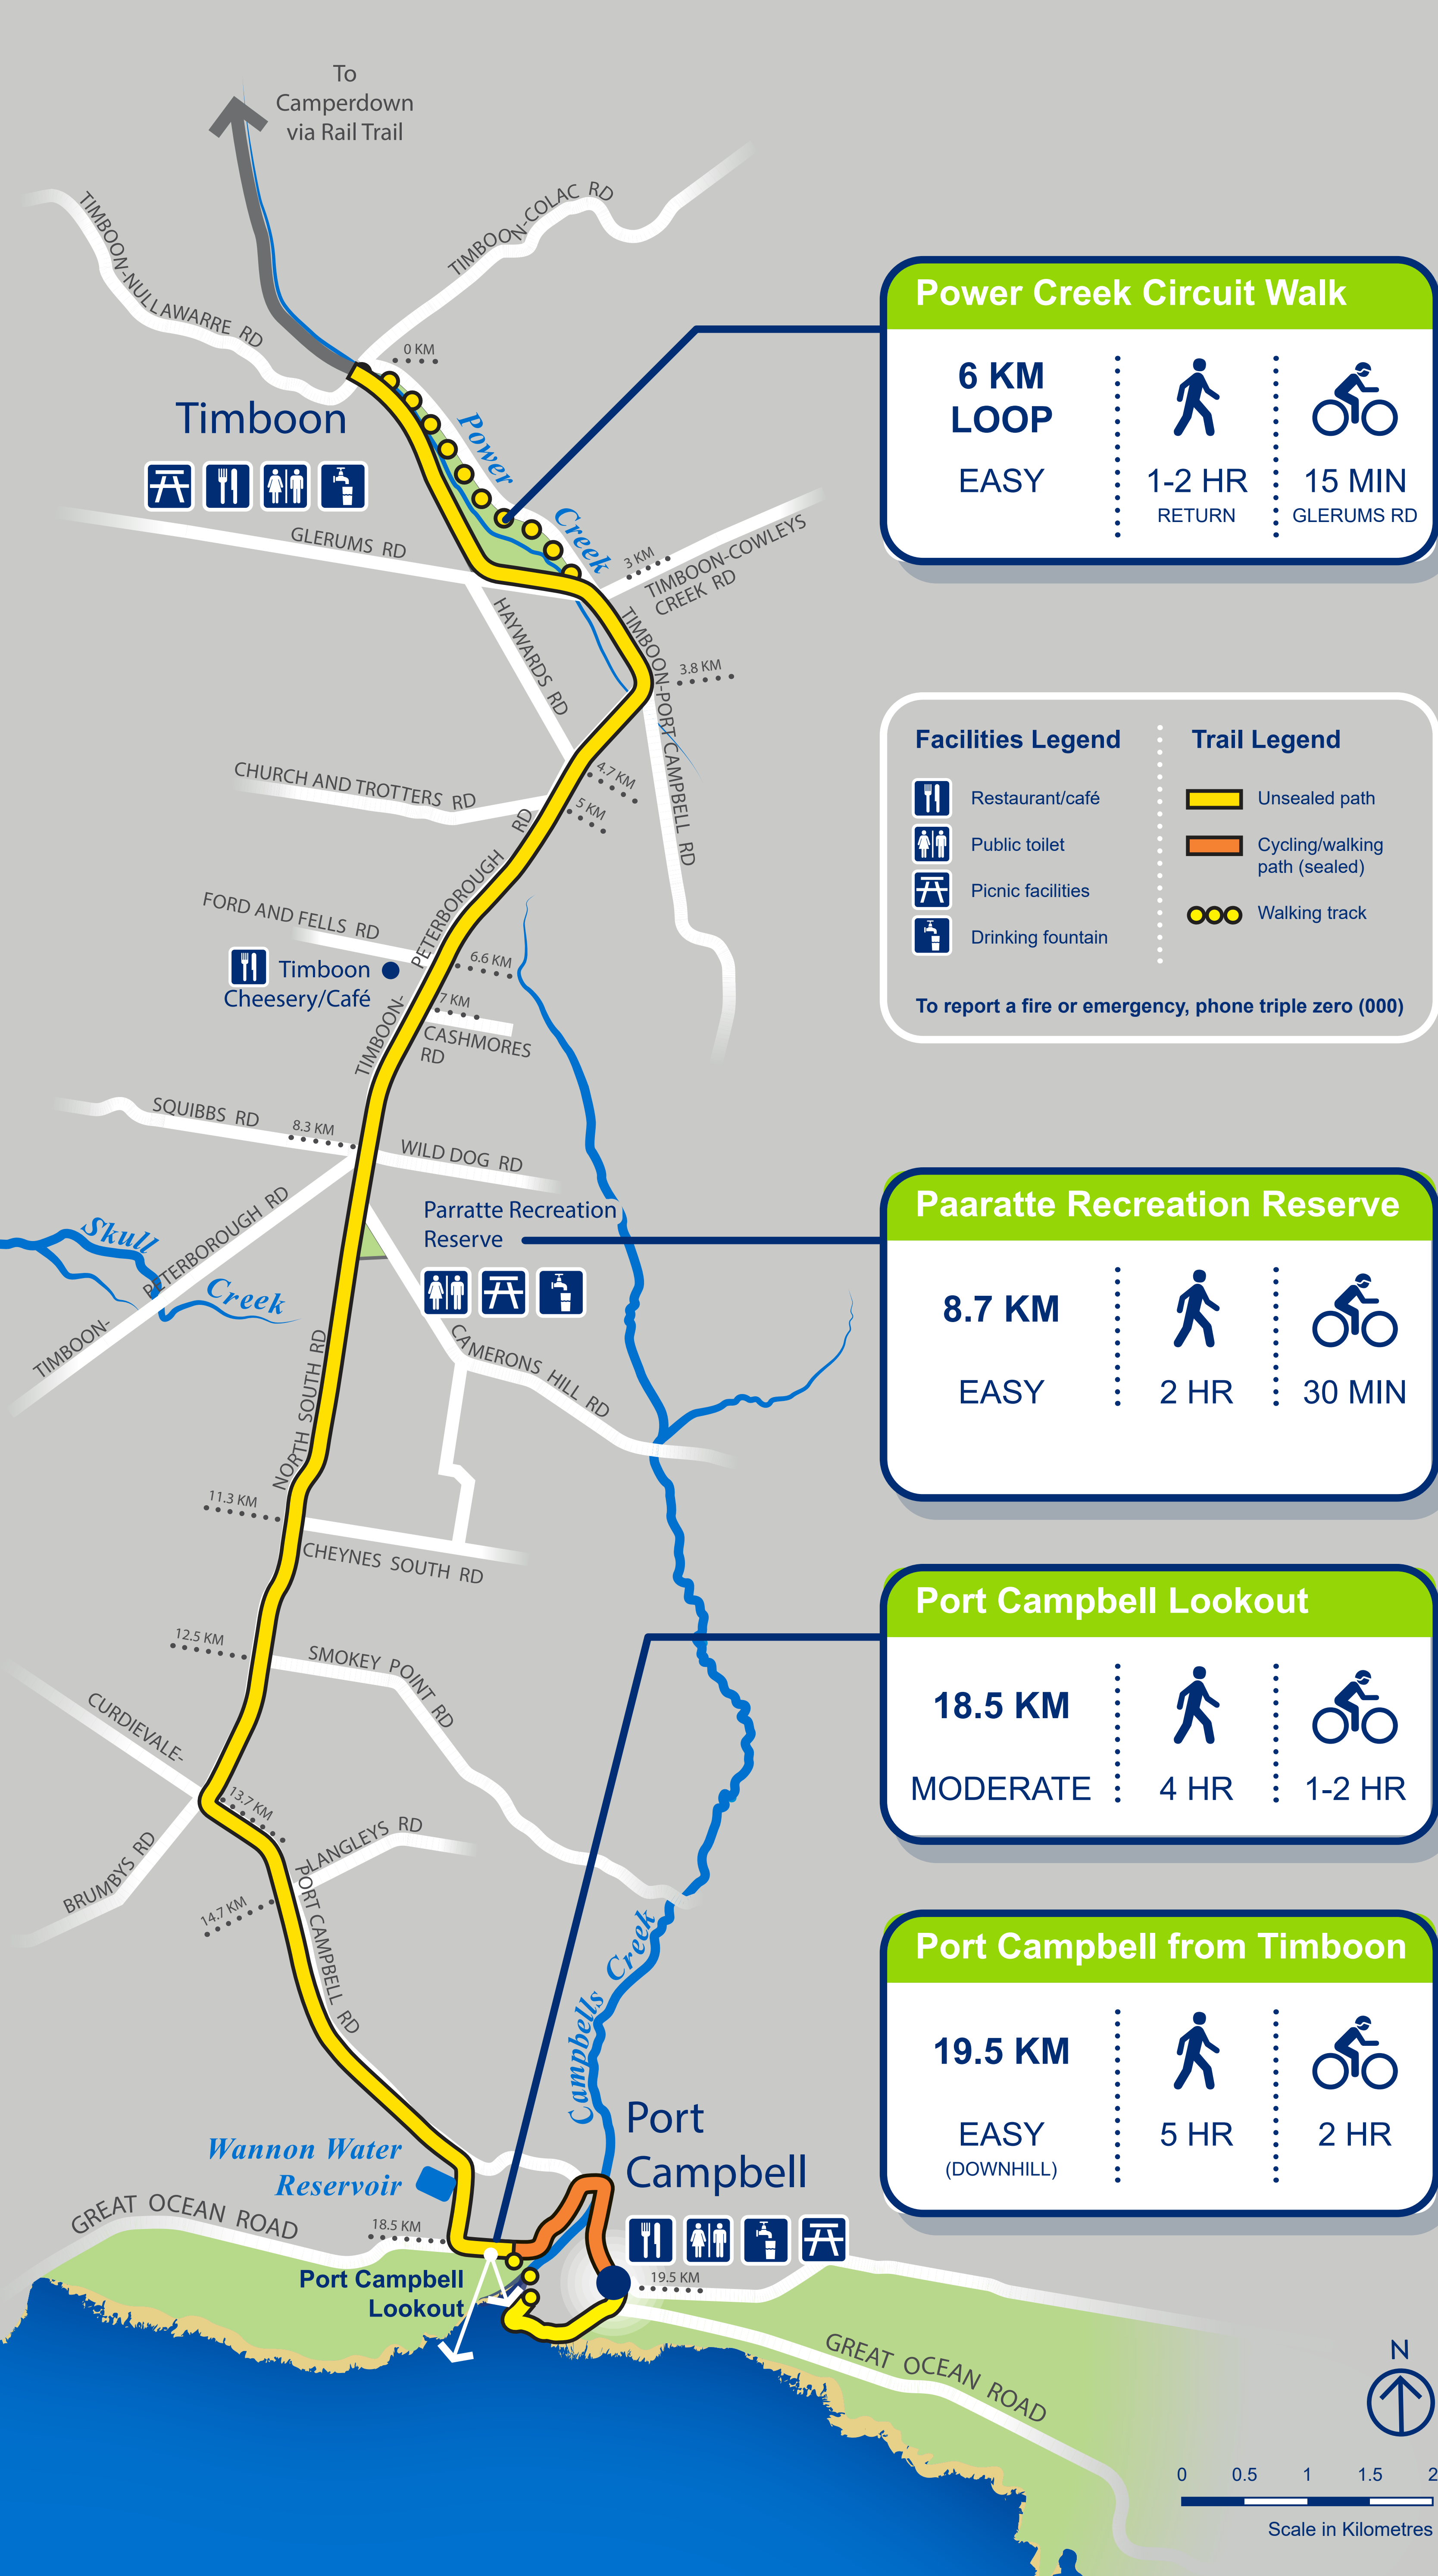 To
Camperdown
via Rail Trail
TIMBOON-COLAC RD
TIMBOON-NULLAWARRE RD
0 KM
Timboon
Power
Creek
GLERUMS RD
3 KM
TIMBOON-COWLEYS
CREEK RD
HAYWARDS RD
TIMBOON-PORT CAMPBELL RD
3.8 KM
CHURCH AND TROTTERS RD
4.7 KM
5 KM
TIMBOON-
PETERBOROUGH RD
FORD AND FELLS RD
6.6 KM
Timboon
Cheesery/Café
7 KM
CASHMORES
RD
SQUIBBS RD
8.3 KM
WILD DOG RD
TIMBOON-
PETERBOROUGH RD
Skull
Creek
Parratte Recreation
Reserve
NORTH SOUTH RD
CAMERONS HILL RD
11.3 KM
CHEYNES SOUTH RD
12.5 KM
SMOKEY POINT RD
CURDIEVALE-
PORT CAMPBELL RD
13.7 KM
BRUMBYS RD
LANGLEYS RD
14.7 KM
Campbells Creek
Port
Campbell
Wannon Water
Reservoir
GREAT OCEAN ROAD
18.5 KM
Port Campbell
Lookout
19.5 KM
GREAT OCEAN ROAD
Power Creek Circuit Walk
6 KM
LOOP
EASY
1-2 HR
RETURN
15 MIN
GLERUMS RD
Facilities Legend
Restaurant/café
Public toilet
Picnic facilities
Drinking fountain
Trail Legend
Unsealed path
Cycling/walking
path (sealed)
Walking track
To report a fire or emergency, phone triple zero (000)
Paaratte Recreation Reserve
8.7 KM
EASY
2 HR
30 MIN
Port Campbell Lookout
18.5 KM
MODERATE
4 HR
1-2 HR
Port Campbell from Timboon
19.5 KM
EASY
(DOWNHILL)
5 HR
2 HR
N
0 0.5 1 1.5 2
Scale in Kilometres